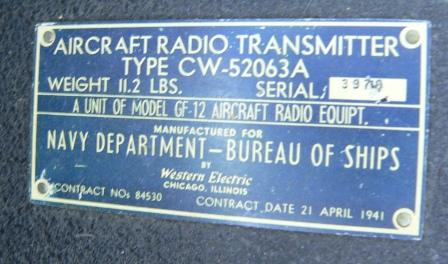 AIRCRAFT RADIO TRANSMITTER
TYPE CW-52063A
WEIGHT 11.2 LBS. SERIAL:
A UNIT OF MODEL GF-12 AIRCRAFT RADIO EQUIPT.
MANUFACTURED FOR
NAVY DEPARTMENT—BUREAU OF SHIPS
BY
Western Electric
CHICAGO, ILLINOIS
CONTRACT NOs 84530
CONTRACT DATE 21 APRIL 1941